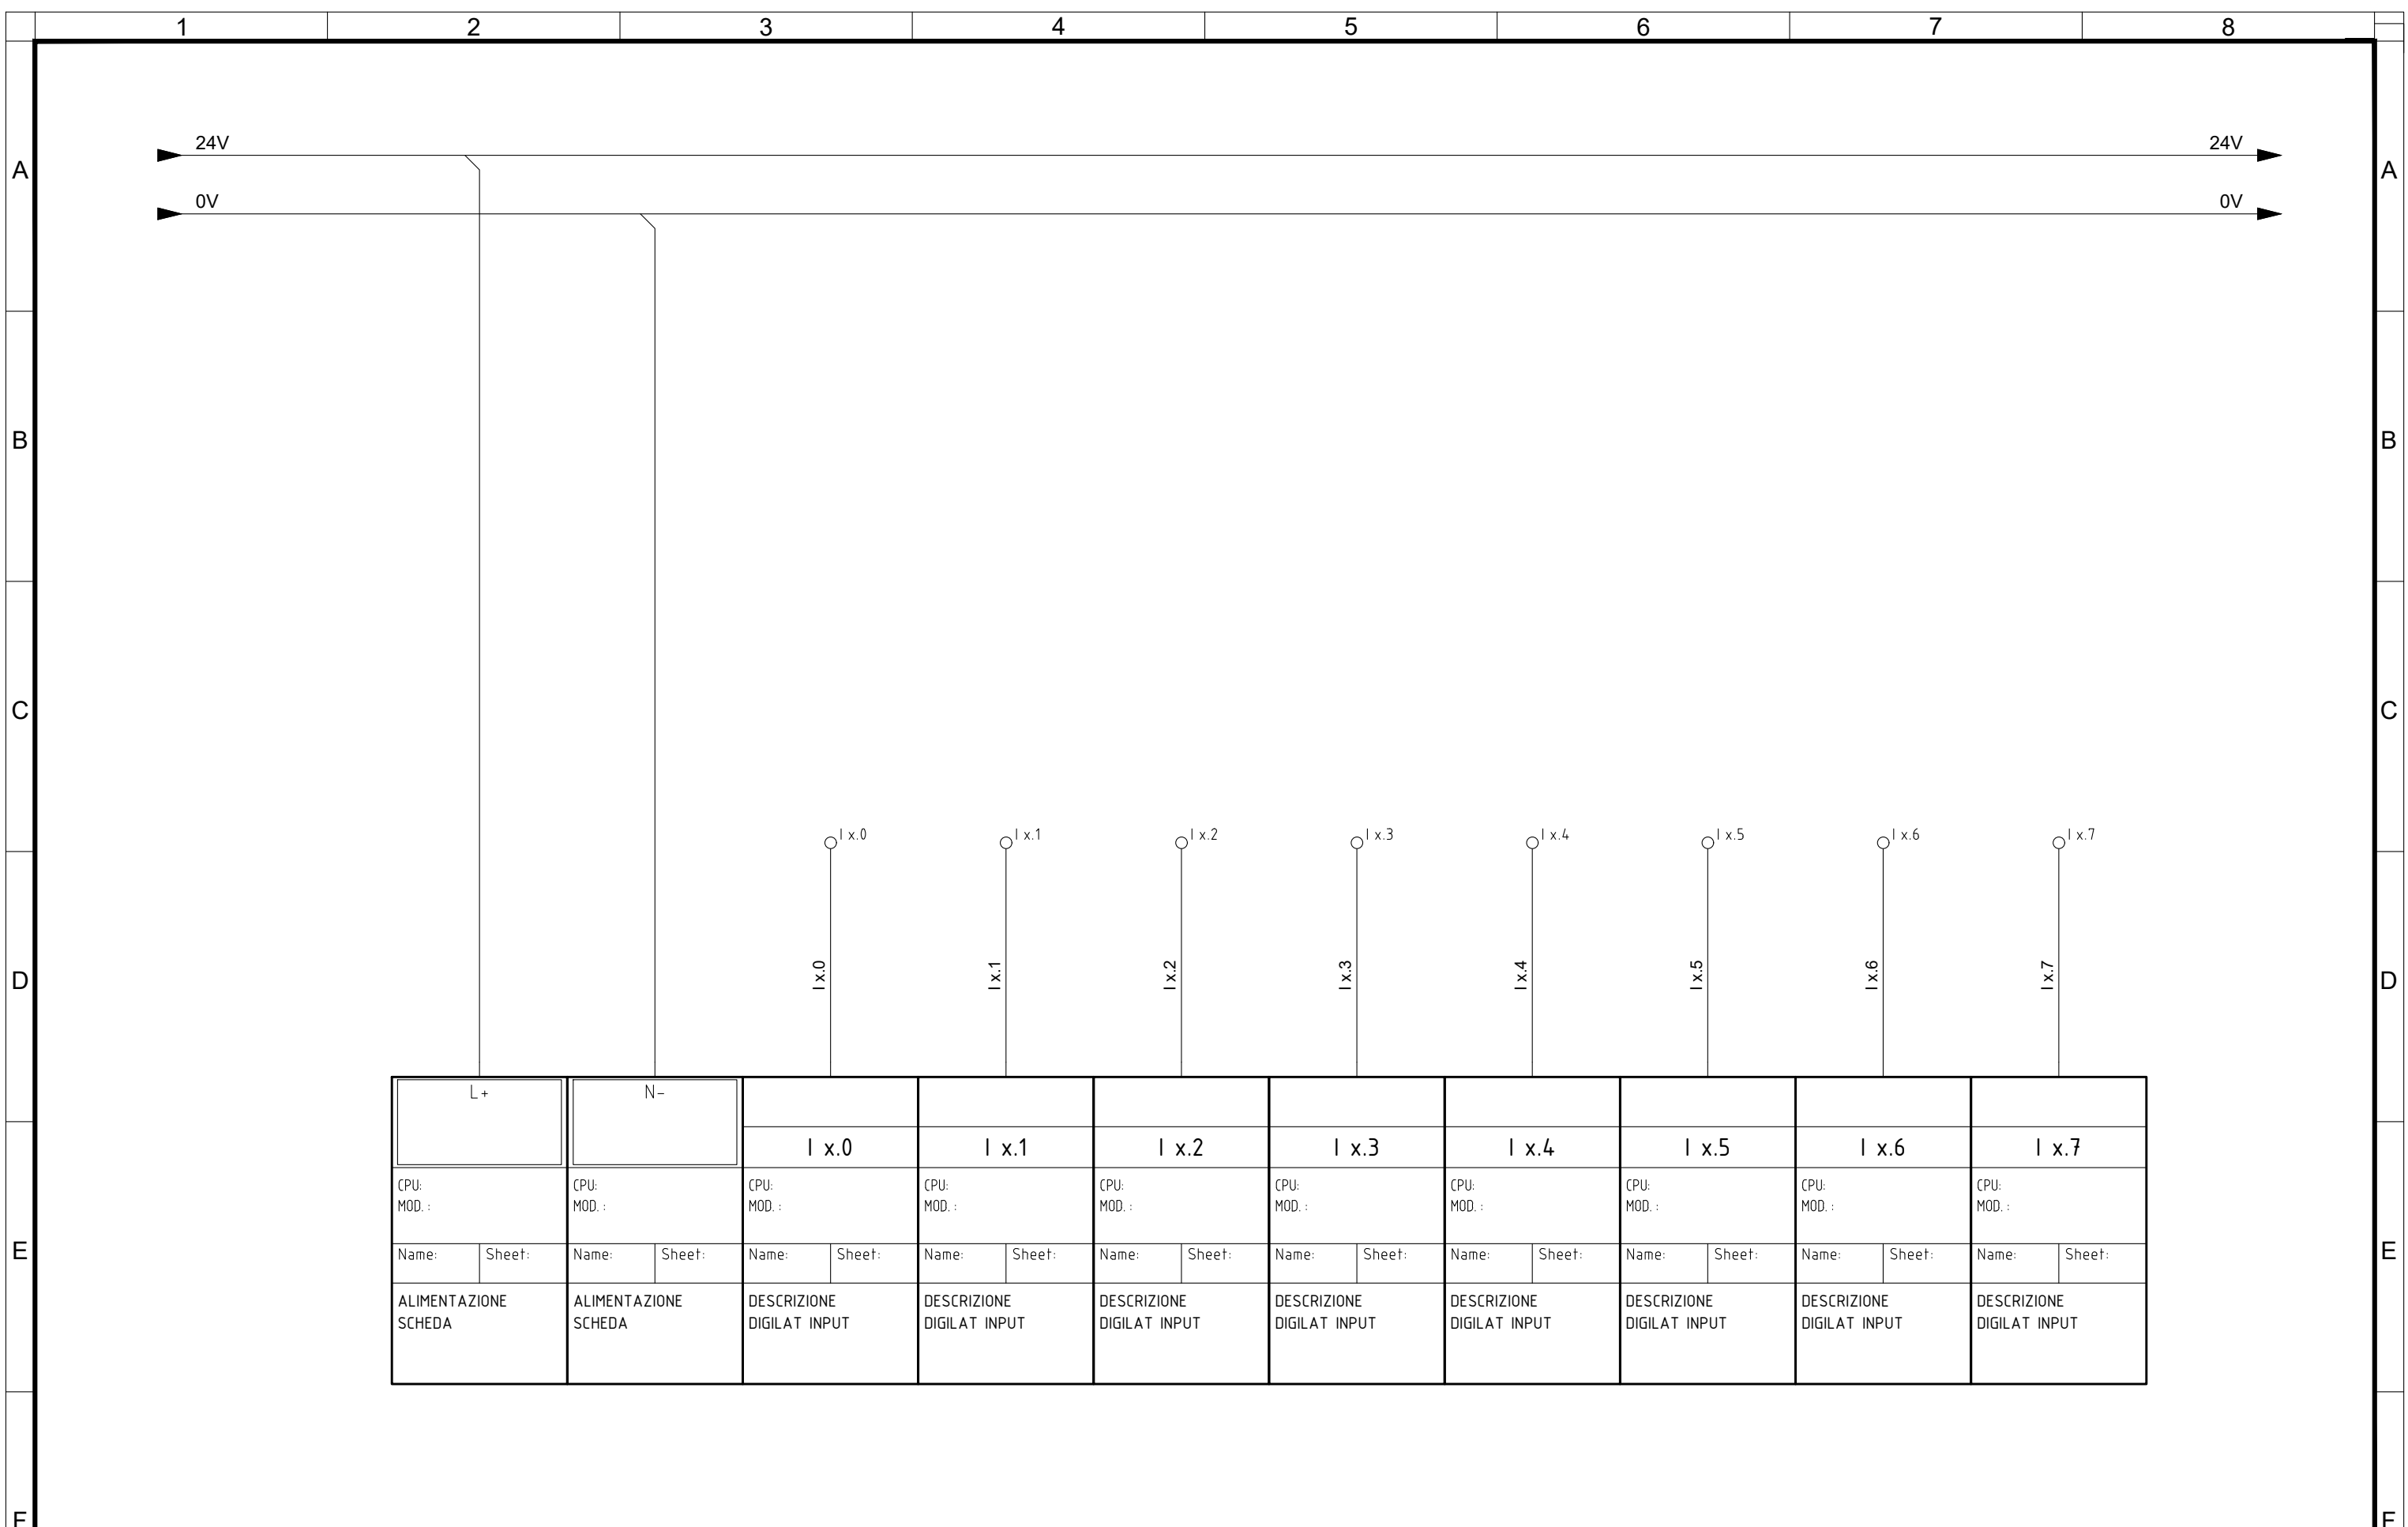 1 2 3 4 5 6 7 8
24V 24V
A A
0V 0V
B B
C C
I x.0 I x.1 I x.2 I x.3 I x.4 I x.5 I x.6 I x.7
I x.0 I x.1 I x.2 I x.3 I x.4 I x.5 I x.6 I x.7
D D
L+ N-
I x.0 I x.1 I x.2 I x.3 I x.4 I x.5 I x.6 I x.7
CPU: CPU: CPU: CPU: CPU: CPU: CPU: CPU: CPU: CPU:
MOD. : MOD. : MOD. : MOD. : MOD. : MOD. : MOD. : MOD. : MOD. : MOD. :
E E
Name: Sheet: Name: Sheet: Name: Sheet: Name: Sheet: Name: Sheet: Name: Sheet: Name: Sheet: Name: Sheet: Name: Sheet: Name: Sheet:
ALIMENTAZIONE ALIMENTAZIONE DESCRIZIONE DESCRIZIONE DESCRIZIONE DESCRIZIONE DESCRIZIONE DESCRIZIONE DESCRIZIONE DESCRIZIONE
SCHEDA SCHEDA DIGILAT INPUT DIGILAT INPUT DIGILAT INPUT DIGILAT INPUT DIGILAT INPUT DIGILAT INPUT DIGILAT INPUT DIGILAT INPUT
F F